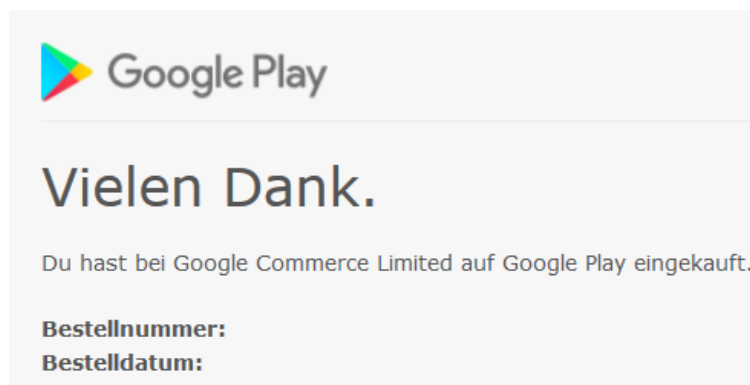 Google Play
Vielen Dank.
Du hast bei Google Commerce Limited auf Google Play eingekauft.
Bestellnummer:
Bestelldatum: